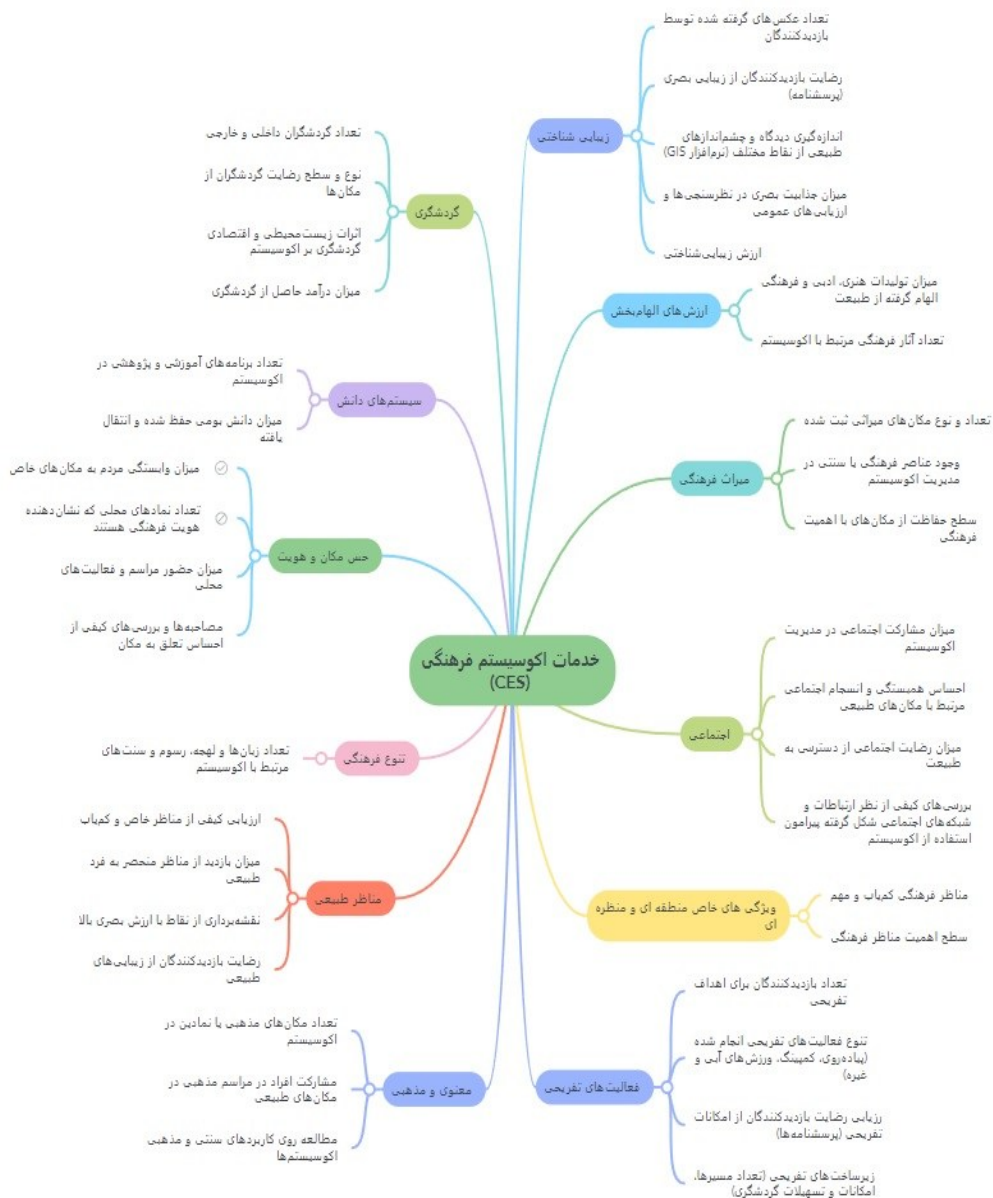 خدمات اکوسیستم فرهنگی
(CES)
زیبایی شناختی
تعداد عکس‌های گرفته شده توسط
بازدیدکنندگان
رضایت بازدیدکنندگان از زیبایی بصری
(پرسشنامه)
اندازه‌گیری دیدگاه و چشم‌اندازهای
طبیعی از نقاط مختلف (نرم‌افزار GIS)
میزان جذابیت بصری در نظرسنجی‌ها و
ارزیابی‌های عمومی
ارزش زیبایی‌شناختی
ارزش‌های الهام‌بخش
میزان تولیدات هنری، ادبی و فرهنگی
الهام گرفته از طبیعت
تعداد آثار فرهنگی مرتبط با اکوسیستم
میراث فرهنگی
تعداد و نوع مکان‌های میراثی ثبت شده
وجود عناصر فرهنگی یا سنتی در
مدیریت اکوسیستم
سطح حفاظت از مکان‌های با اهمیت
فرهنگی
اجتماعی
میزان مشارکت اجتماعی در مدیریت
اکوسیستم
احساس همبستگی و انسجام اجتماعی
مرتبط با مکان‌های طبیعی
میزان رضایت اجتماعی از دسترسی به
طبیعت
بررسی‌های کیفی از نظر ارتباطات و
شبکه‌های اجتماعی شکل گرفته پیرامون
استفاده از اکوسیستم
ویژگی های خاص منطقه ای و منظره
ای
مناظر فرهنگی کم‌یاب و مهم
سطح اهمیت مناظر فرهنگی
فعالیت‌های تفریحی
تعداد بازدیدکنندگان برای اهداف
تفریحی
تنوع فعالیت‌های تفریحی انجام شده
(پیاده‌روی، کمپینگ، ورزش‌های آبی و
غیره)
رزیابی رضایت بازدیدکنندگان از امکانات
تفریحی (پرسشنامه‌ها)
زیرساخت‌های تفریحی (تعداد مسیرها،
امکانات و تسهیلات گردشگری)
گردشگری
تعداد گردشگران داخلی و خارجی
نوع و سطح رضایت گردشگران از
مکان‌ها
اثرات زیست‌محیطی و اقتصادی
گردشگری بر اکوسیستم
میزان درآمد حاصل از گردشگری
سیستم‌های دانش
تعداد برنامه‌های آموزشی و پژوهشی در
اکوسیستم
میزان دانش بومی حفظ شده و انتقال
یافته
حس مکان و هویت
میزان وابستگی مردم به مکان‌های خاص
تعداد نمادهای محلی که نشان‌دهنده
هویت فرهنگی هستند
میزان حضور مراسم و فعالیت‌های
محلی
مصاحبه‌ها و بررسی‌های کیفی از
احساس تعلق به مکان
تنوع فرهنگی
تعداد زبان‌ها و لهجه، رسوم و سنت‌های
مرتبط با اکوسیستم
مناظر طبیعی
ارزیابی کیفی از مناظر خاص و کم‌یاب
میزان بازدید از مناظر منحصر به فرد
طبیعی
نقشه‌برداری از نقاط با ارزش بصری بالا
رضایت بازدیدکنندگان از زیبایی‌های
طبیعی
معنوی و مذهبی
تعداد مکان‌های مذهبی یا نمادین در
اکوسیستم
مشارکت افراد در مراسم مذهبی در
مکان‌های طبیعی
مطالعه روی کاربردهای سنتی و مذهبی
اکوسیستم‌ها